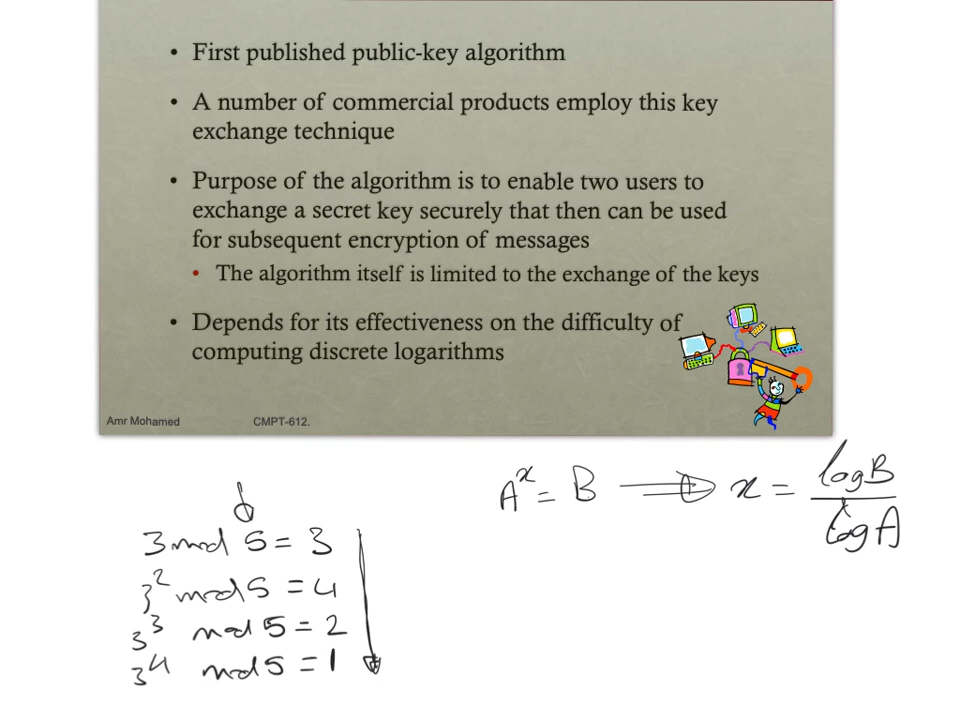 • First published public-key algorithm
• A number of commercial products employ this key
exchange technique
• Purpose of the algorithm is to enable two users to
exchange a secret key securely that then can be used
for subsequent encryption of messages
• The algorithm itself is limited to the exchange of the keys
• Depends for its effectiveness on the difficulty of
computing discrete logarithms
Amr Mohamed CMPT-612.
A^x = B ⟹ x = log B / log A
3 mod 5 = 3
3^2 mod 5 = 4
3^3 mod 5 = 2
3^4 mod 5 = 1